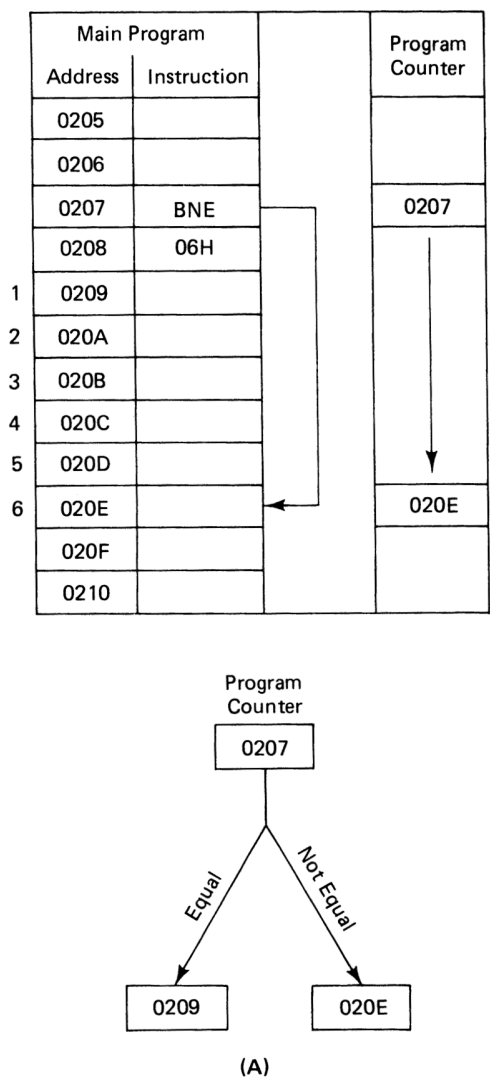 Main Program
Program Counter
Address Instruction
0205
0206
0207 BNE 0207
0208 06H
1 0209
2 020A
3 020B
4 020C
5 020D
6 020E 020E
020F
0210
Program
Counter
0207
Equal
Not Equal
0209
020E
(A)